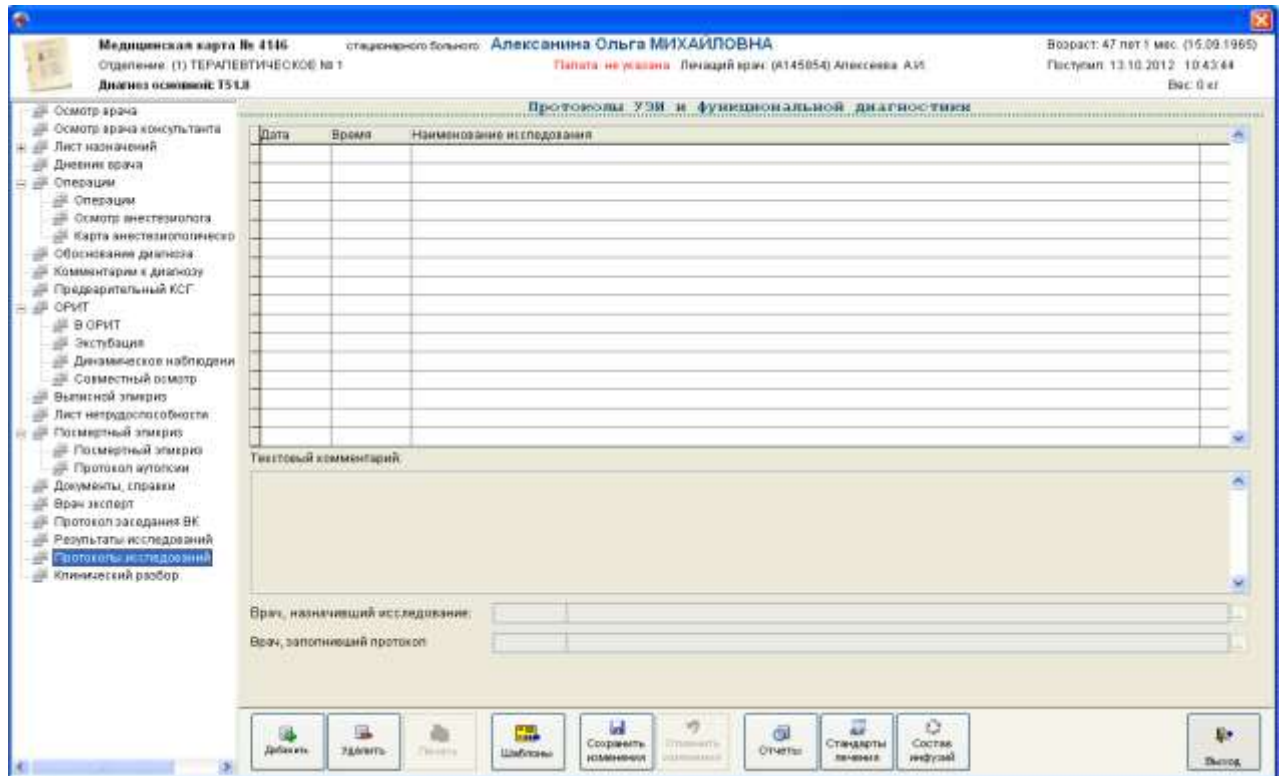 Медицинская карта № 4146 стационарного больного Алексанина Ольга МИХАЙЛОВНА Возраст: 47 лет 1 мес. (15.09.1965)
Отделение: (1) ТЕРАПЕВТИЧЕСКОЕ № 1 Палата: не указана Лечащий врач: (А145054) Алексеева А.И. Поступил: 13.10.2012 10:43:44
Диагноз основной: Т51.8 Вес: 0 кг
Протоколы УЗИ и функциональной диагностики
Осмотр врача
Осмотр врача консультанта
Лист назначений
Дневник врача
Операции
Операции
Осмотр анестезиолога
Карта анестезиологическо
Обоснование диагноза
Комментарии к диагнозу
Предварительный КСГ
ОРИТ
В ОРИТ
Экстубация
Динамическое наблюдени
Совместный осмотр
Выписной эпикриз
Лист нетрудоспособности
Посмертный эпикриз
Посмертный эпикриз
Протокол аутопсии
Документы, справки
Врач эксперт
Протокол заседания ВК
Результаты исследований
Протоколы исследований
Клинический разбор
Дата Время Наименование исследования
Текстовый комментарий:
Врач, назначивший исследование:
Врач, заполнивший протокол
Добавить Удалить Печать Шаблоны Сохранить изменения Отменить изменения Отчеты Стандарты лечения Состав инфузий Выход